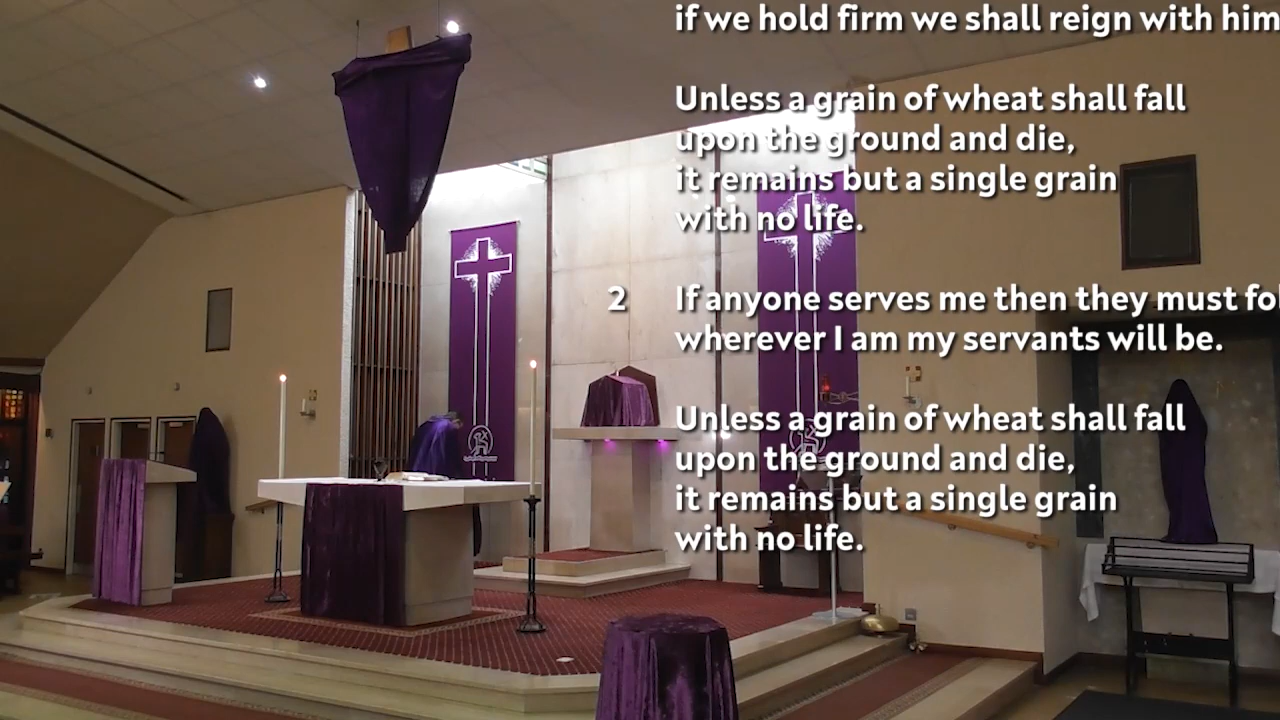 if we hold firm we shall reign with him
Unless a grain of wheat shall fall
upon the ground and die,
it remains but a single grain
with no life.
2 If anyone serves me then they must fol
wherever I am my servants will be.
Unless a grain of wheat shall fall
upon the ground and die,
it remains but a single grain
with no life.